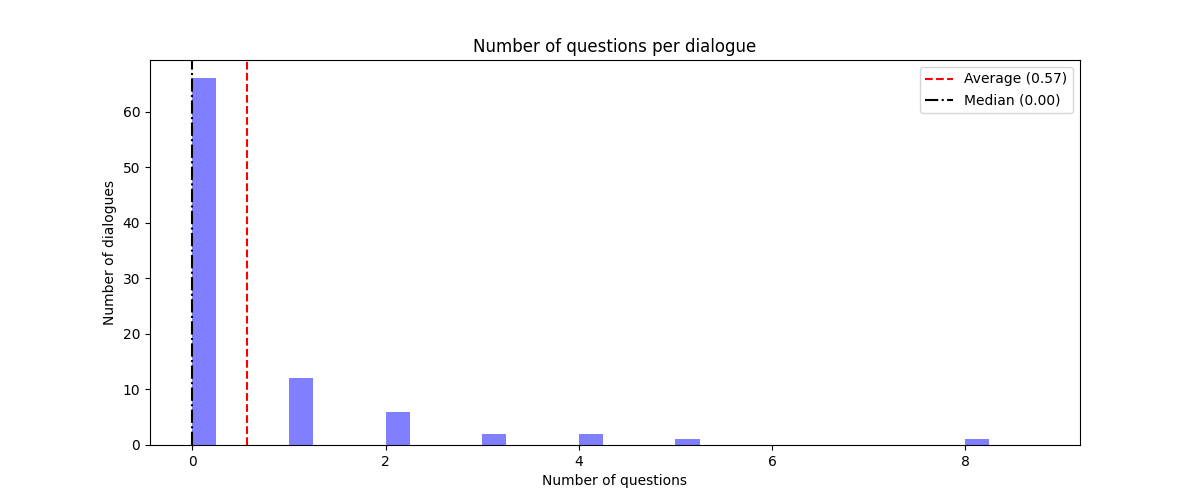 Number of questions per dialogue
Average (0.57)
Median (0.00)
Number of dialogues
60
50
40
30
20
10
0
0 2 4 6 8
Number of questions